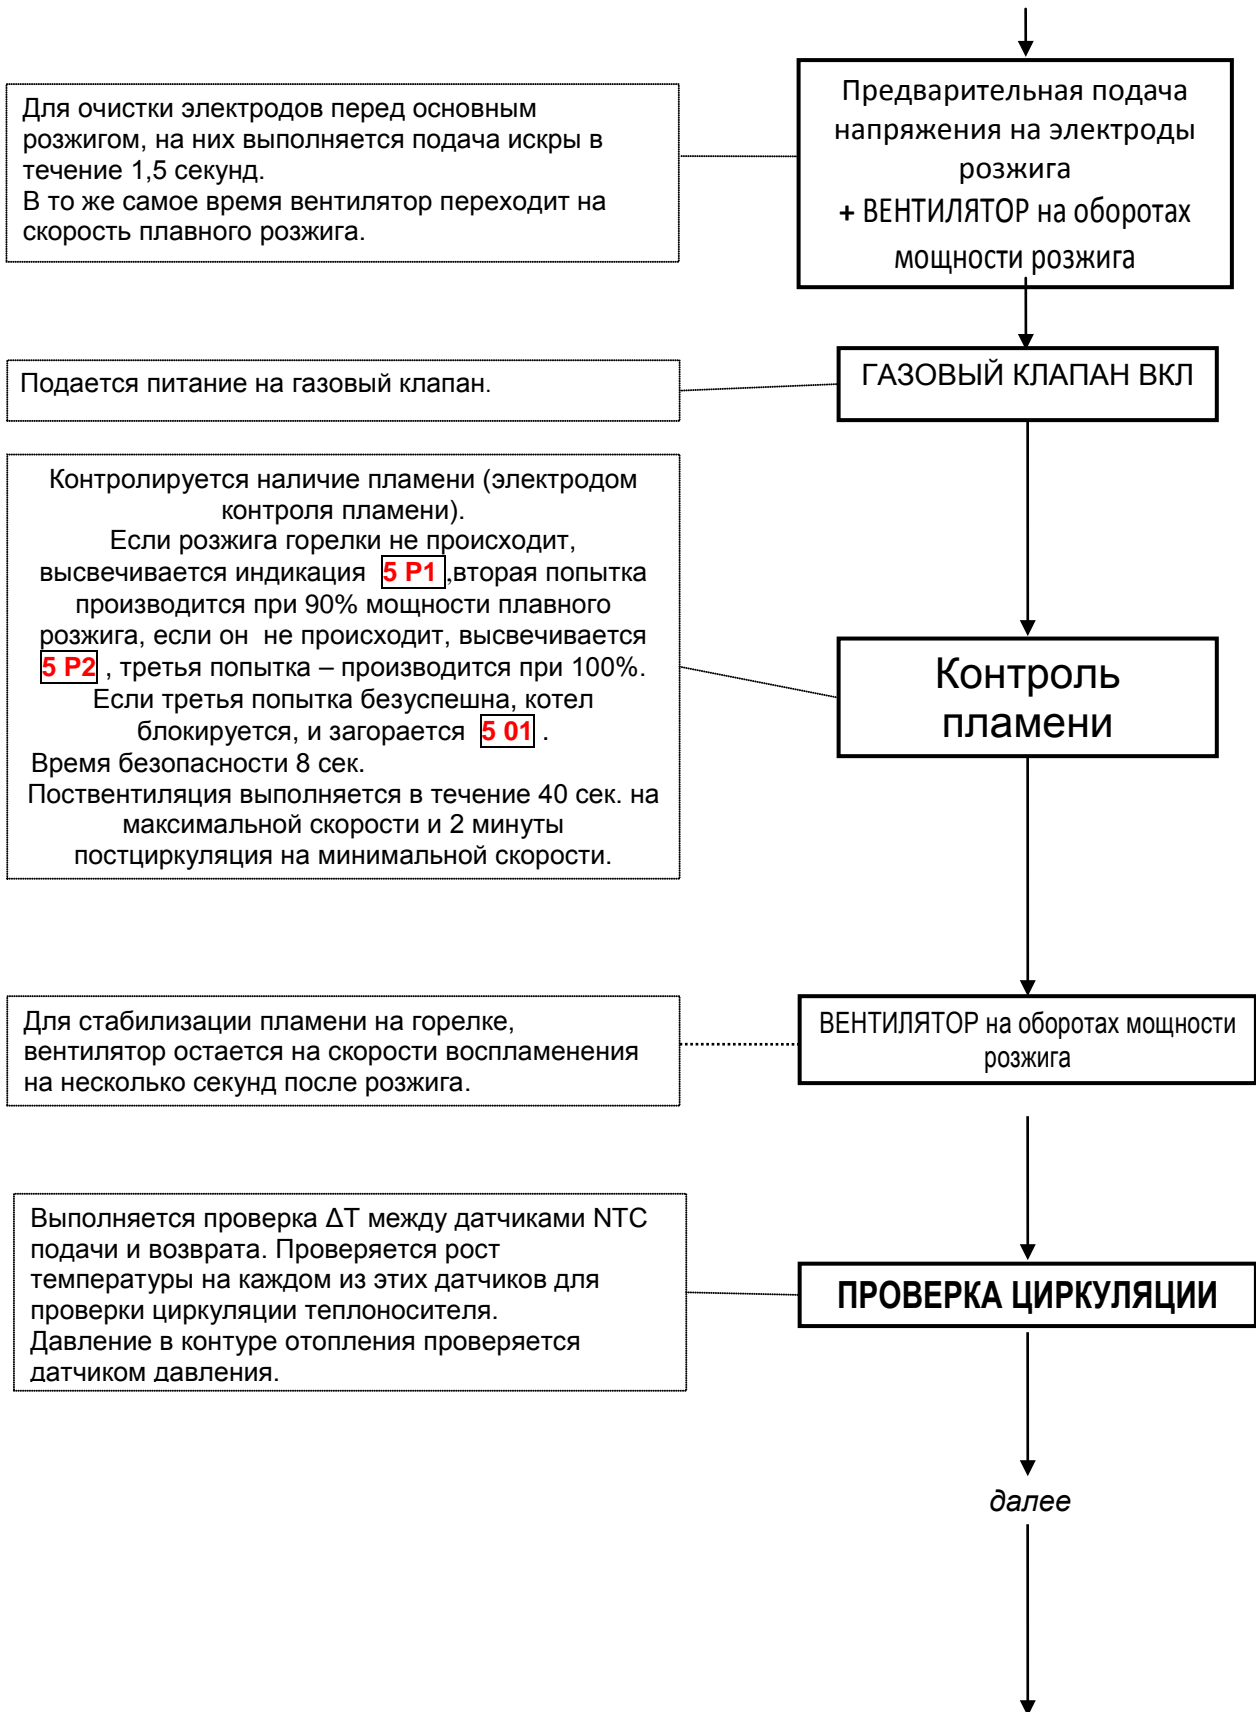 Для очистки электродов перед основным
розжигом, на них выполняется подача искры в
течение 1,5 секунд.
В то же самое время вентилятор переходит на
скорость плавного розжига.
Предварительная подача
напряжения на электроды
розжига
+ ВЕНТИЛЯТОР на оборотах
мощности розжига
Подается питание на газовый клапан.
ГАЗОВЫЙ КЛАПАН ВКЛ
Контролируется наличие пламени (электродом
контроля пламени).
Если розжига горелки не происходит,
высвечивается индикация 5 P1 ,вторая попытка
производится при 90% мощности плавного
розжига, если он не происходит, высвечивается
5 P2 , третья попытка – производится при 100%.
Если третья попытка безуспешна, котел
блокируется, и загорается 5 01 .
Время безопасности 8 сек.
Поствентиляция выполняется в течение 40 сек. на
максимальной скорости и 2 минуты
постциркуляция на минимальной скорости.
Контроль
пламени
Для стабилизации пламени на горелке,
вентилятор остается на скорости воспламенения
на несколько секунд после розжига.
ВЕНТИЛЯТОР на оборотах мощности
розжига
Выполняется проверка ΔT между датчиками NTC
подачи и возврата. Проверяется рост
температуры на каждом из этих датчиков для
проверки циркуляции теплоносителя.
Давление в контуре отопления проверяется
датчиком давления.
ПРОВЕРКА ЦИРКУЛЯЦИИ
далее